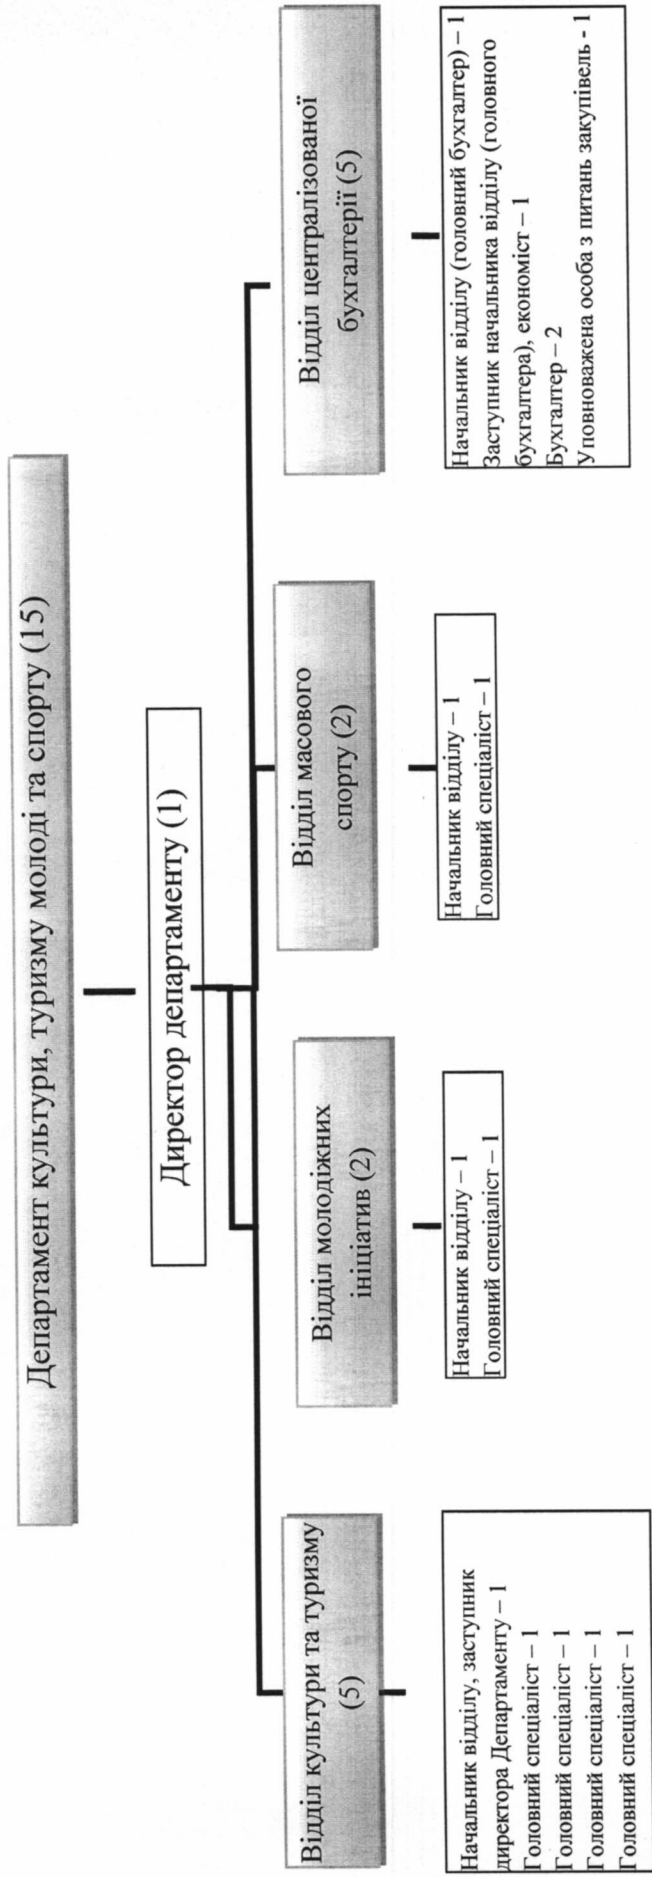 Департамент культури, туризму молоді та спорту (15)
Директор департаменту (1)
Відділ культури та туризму
(5)
Відділ молодіжних
ініціатив (2)
Відділ масового
спорту (2)
Відділ централізованої
бухгалтерії (5)
Начальник відділу, заступник
директора Департаменту – 1
Головний спеціаліст – 1
Головний спеціаліст – 1
Головний спеціаліст – 1
Головний спеціаліст – 1
Начальник відділу – 1
Головний спеціаліст – 1
Начальник відділу – 1
Головний спеціаліст – 1
Начальник відділу (головний бухгалтер) – 1
Заступник начальника відділу (головного
бухгалтера), економіст – 1
Бухгалтер – 2
Уповноважена особа з питань закупівель - 1